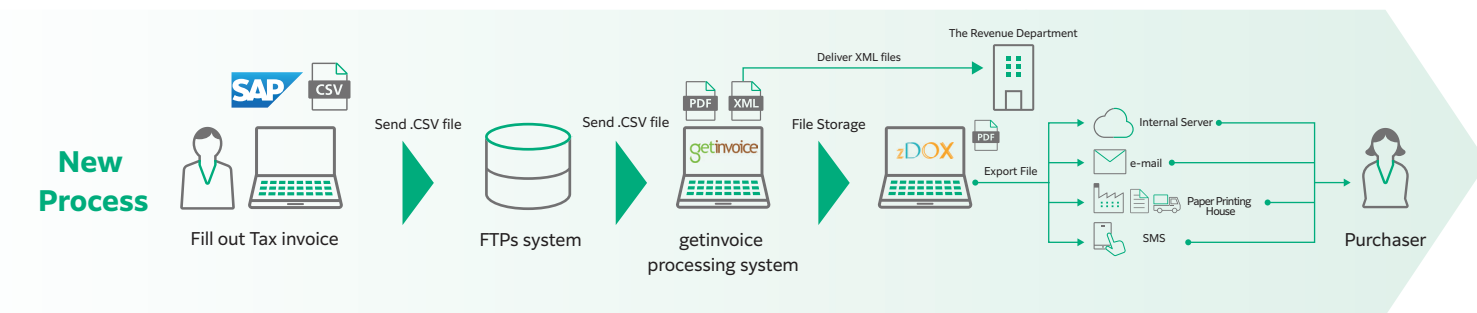 New
Process
SAP
CSV
Fill out Tax invoice
Send .CSV file
FTPs system
Send .CSV file
PDF
XML
getinvoice
getinvoice
processing system
Deliver XML files
The Revenue Department
File Storage
zDOX
PDF
Export File
Internal Server
e-mail
Paper Printing
House
SMS
Purchaser